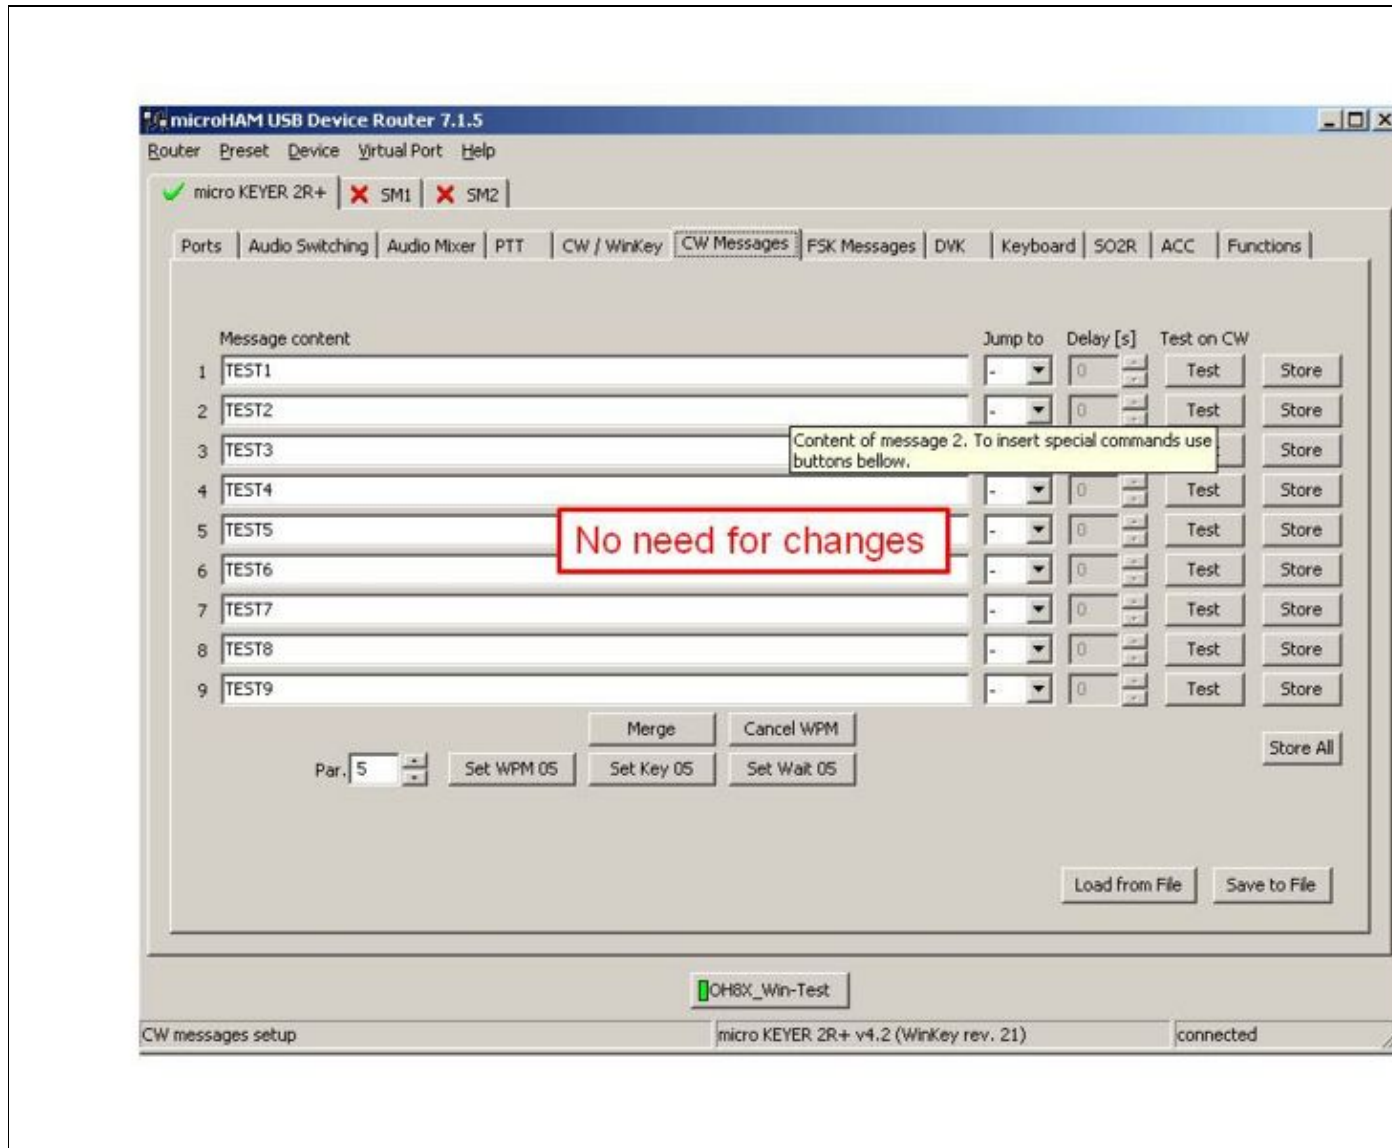 microHAM USB Device Router 7.1.5
Router Preset Device Virtual Port Help
micro KEYER 2R+ SM1 SM2
Ports Audio Switching Audio Mixer PTT CW / WinKey CW Messages FSK Messages DVK Keyboard SO2R ACC Functions
Message content Jump to Delay [s] Test on CW
1 TEST1 - 0 Test Store
2 TEST2 - 0 Test Store
Content of message 2. To insert special commands use
buttons bellow.
3 TEST3 Store
4 TEST4 - 0 Test Store
No need for changes
5 TEST5 - 0 Test Store
6 TEST6 - 0 Test Store
7 TEST7 - 0 Test Store
8 TEST8 - 0 Test Store
9 TEST9 - 0 Test Store
Merge Cancel WPM
Store All
Par. 5 Set WPM 05 Set Key 05 Set Wait 05
Load from File Save to File
OH8X_Win-Test
CW messages setup micro KEYER 2R+ v4.2 (WinKey rev. 21) connected